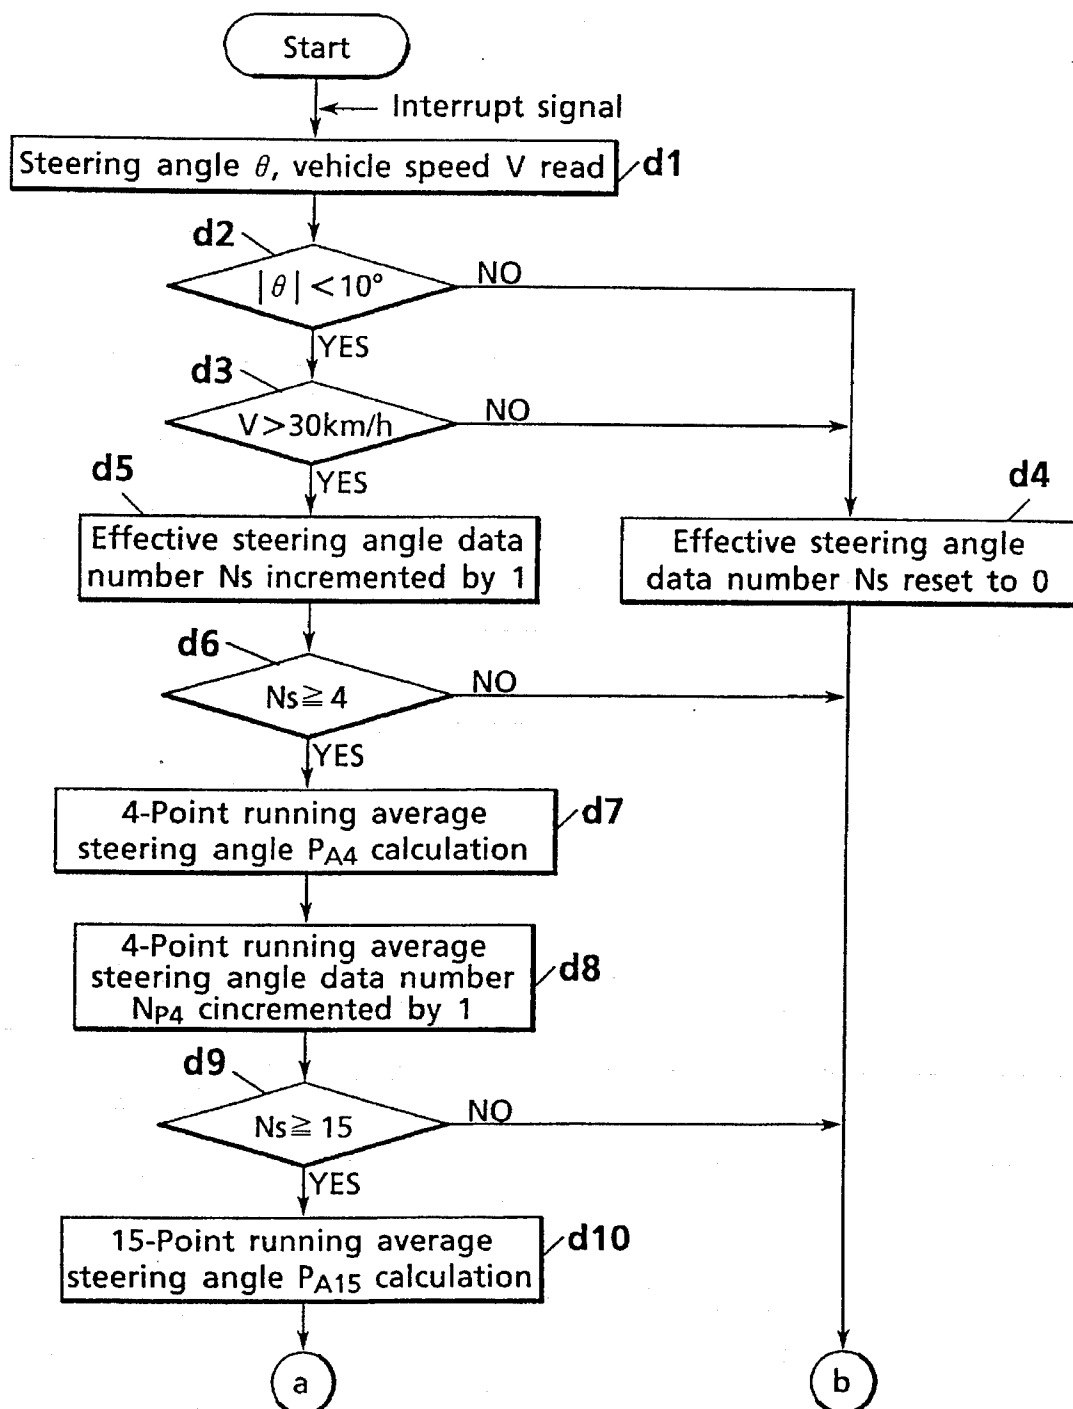 Start
Interrupt signal
Steering angle θ, vehicle speed V read
d1
d2
|θ| <10°
NO
YES
d3
V>30km/h
NO
YES
d5
Effective steering angle data
number Ns incremented by 1
d4
Effective steering angle
data number Ns reset to 0
d6
Ns≧4
NO
YES
4-Point running average
steering angle PA4 calculation
d7
4-Point running average
steering angle data number
NP4 cincremented by 1
d8
d9
Ns≧15
NO
YES
15-Point running average
steering angle PA15 calculation
d10
a
b